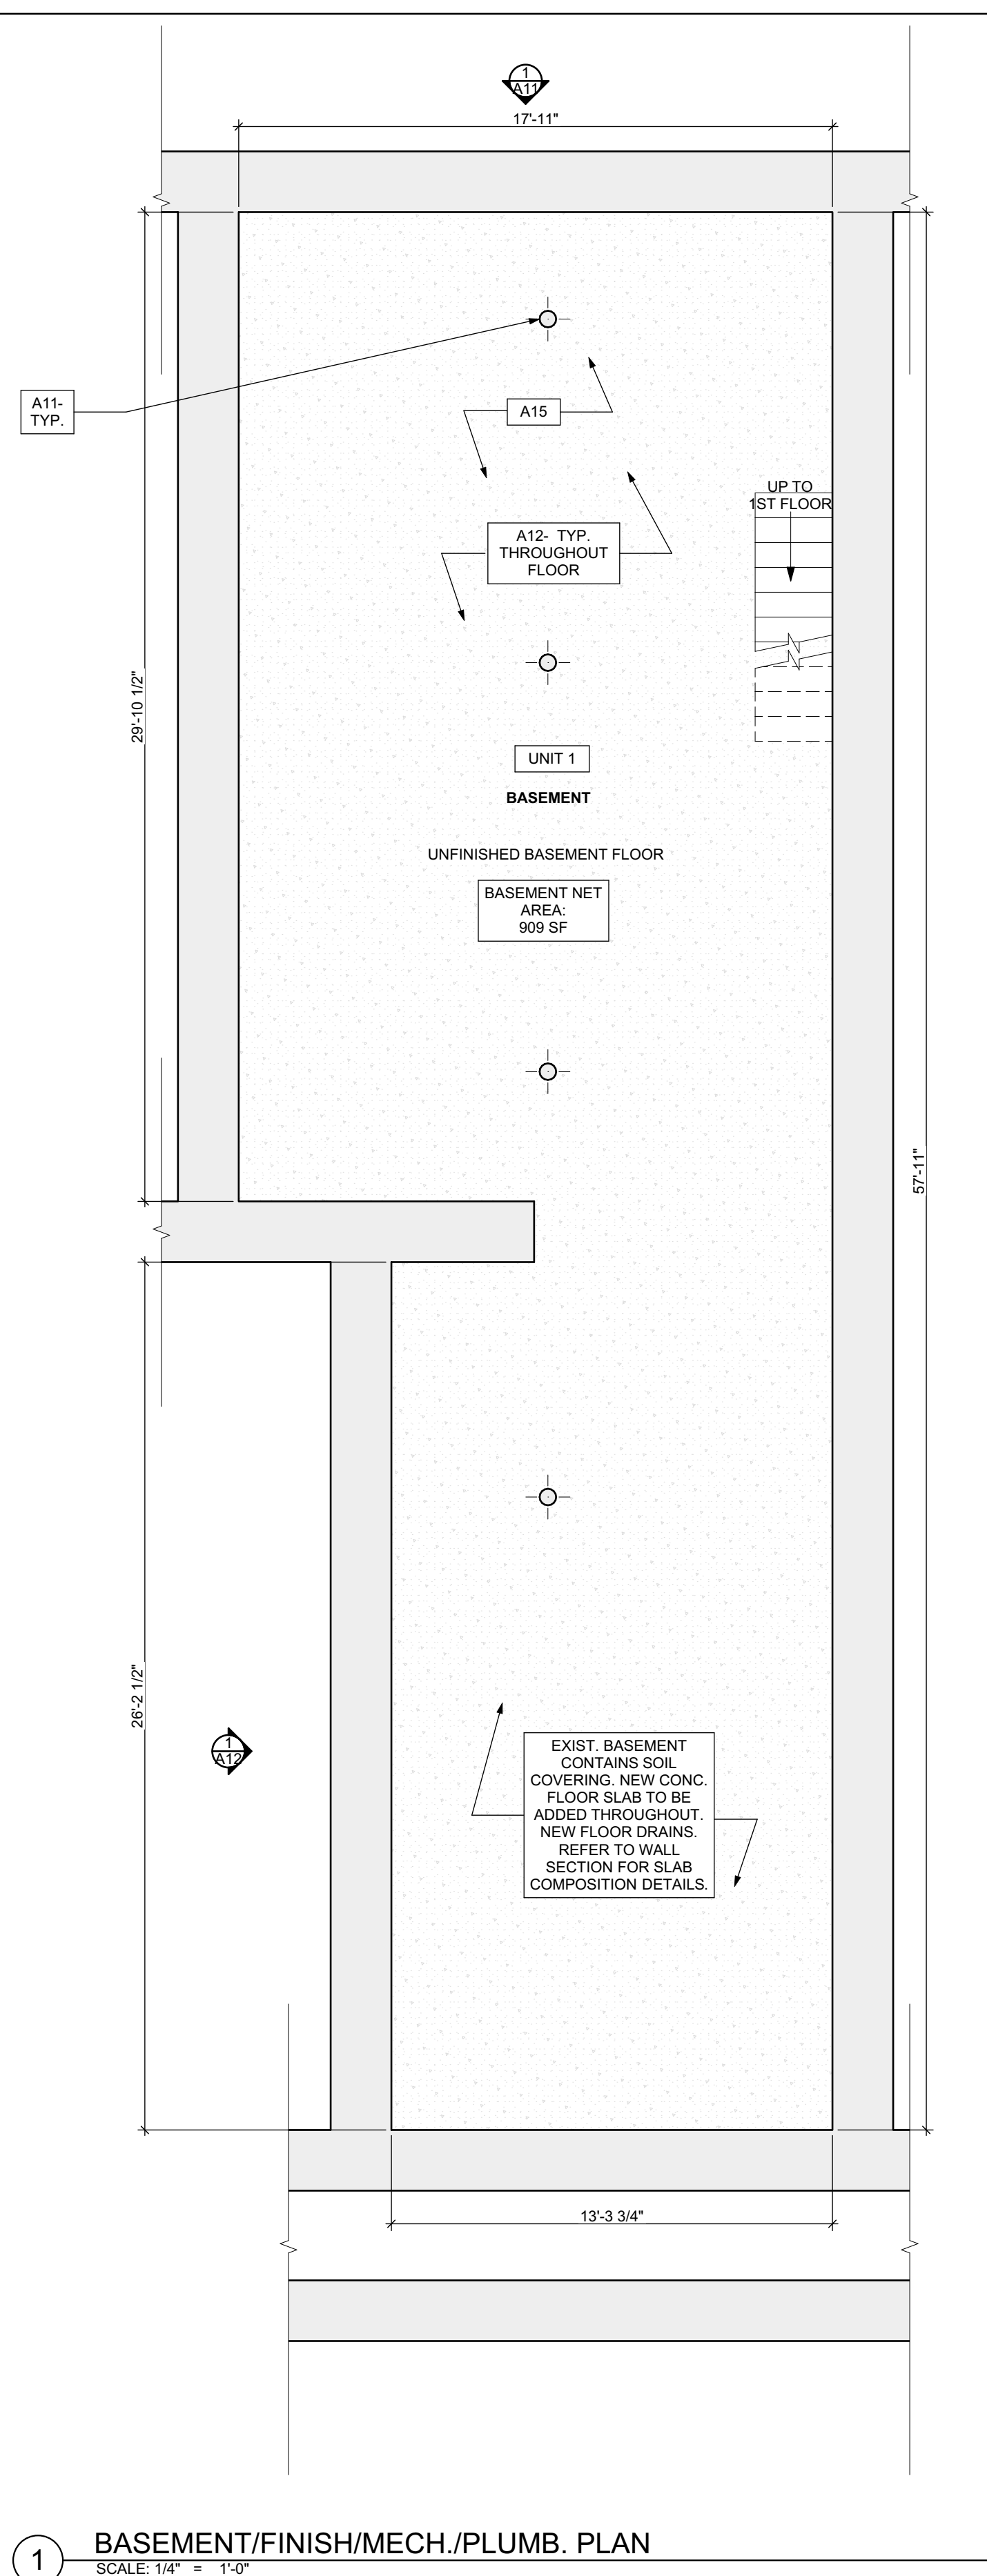 1
A11
17'-11"
A11-
TYP.
A15
UP TO
1ST FLOOR
A12- TYP.
THROUGHOUT
FLOOR
29'-10 1/2"
UNIT 1
BASEMENT
UNFINISHED BASEMENT FLOOR
BASEMENT NET
AREA:
909 SF
57'-11"
26'-2 1/2"
1
A12
EXIST. BASEMENT
CONTAINS SOIL
COVERING. NEW CONC.
FLOOR SLAB TO BE
ADDED THROUGHOUT.
NEW FLOOR DRAINS.
REFER TO WALL
SECTION FOR SLAB
COMPOSITION DETAILS.
13'-3 3/4"
1
BASEMENT/FINISH/MECH./PLUMB. PLAN
SCALE: 1/4" = 1'-0"